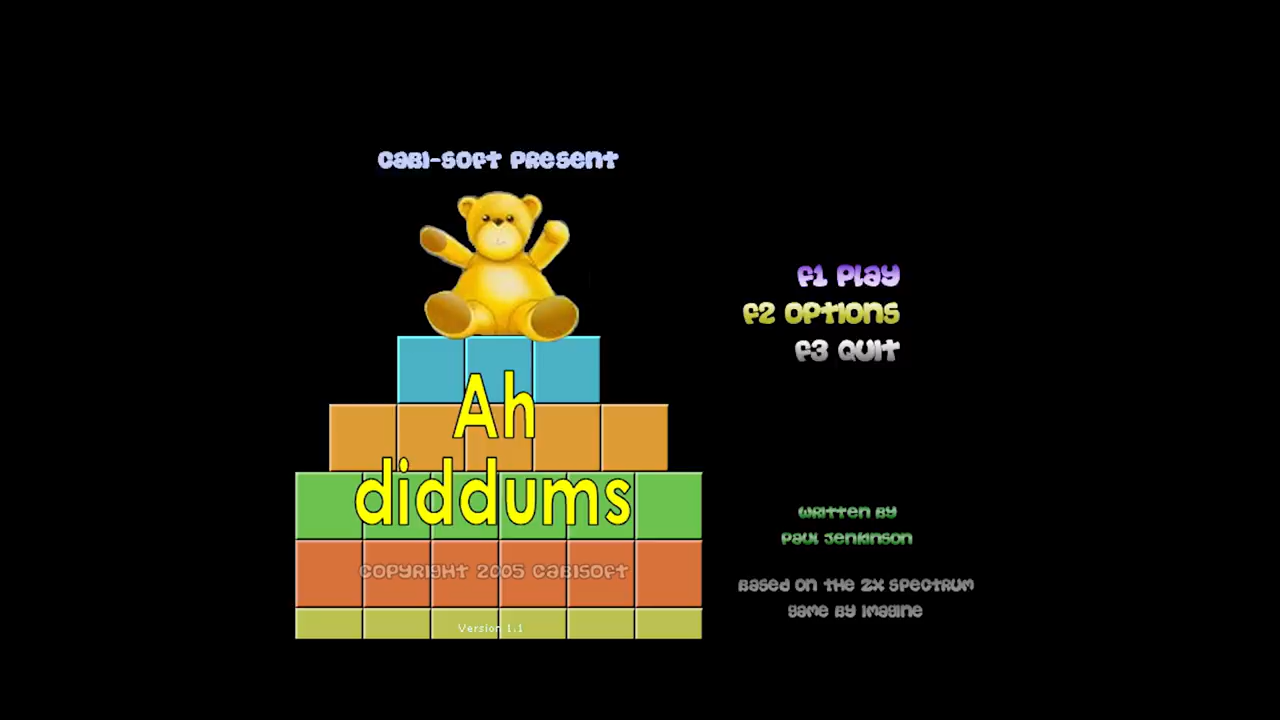 CABI-SOFT PRESENT
F1 PLAY
F2 OPTIONS
F3 QUIT
Ah
diddums
WRITTEN BY
PAUL JENKINSON
COPYRIGHT 2005 CABISOFT
BASED ON THE ZX SPECTRUM
GAME BY IMAGINE
Version 1.1